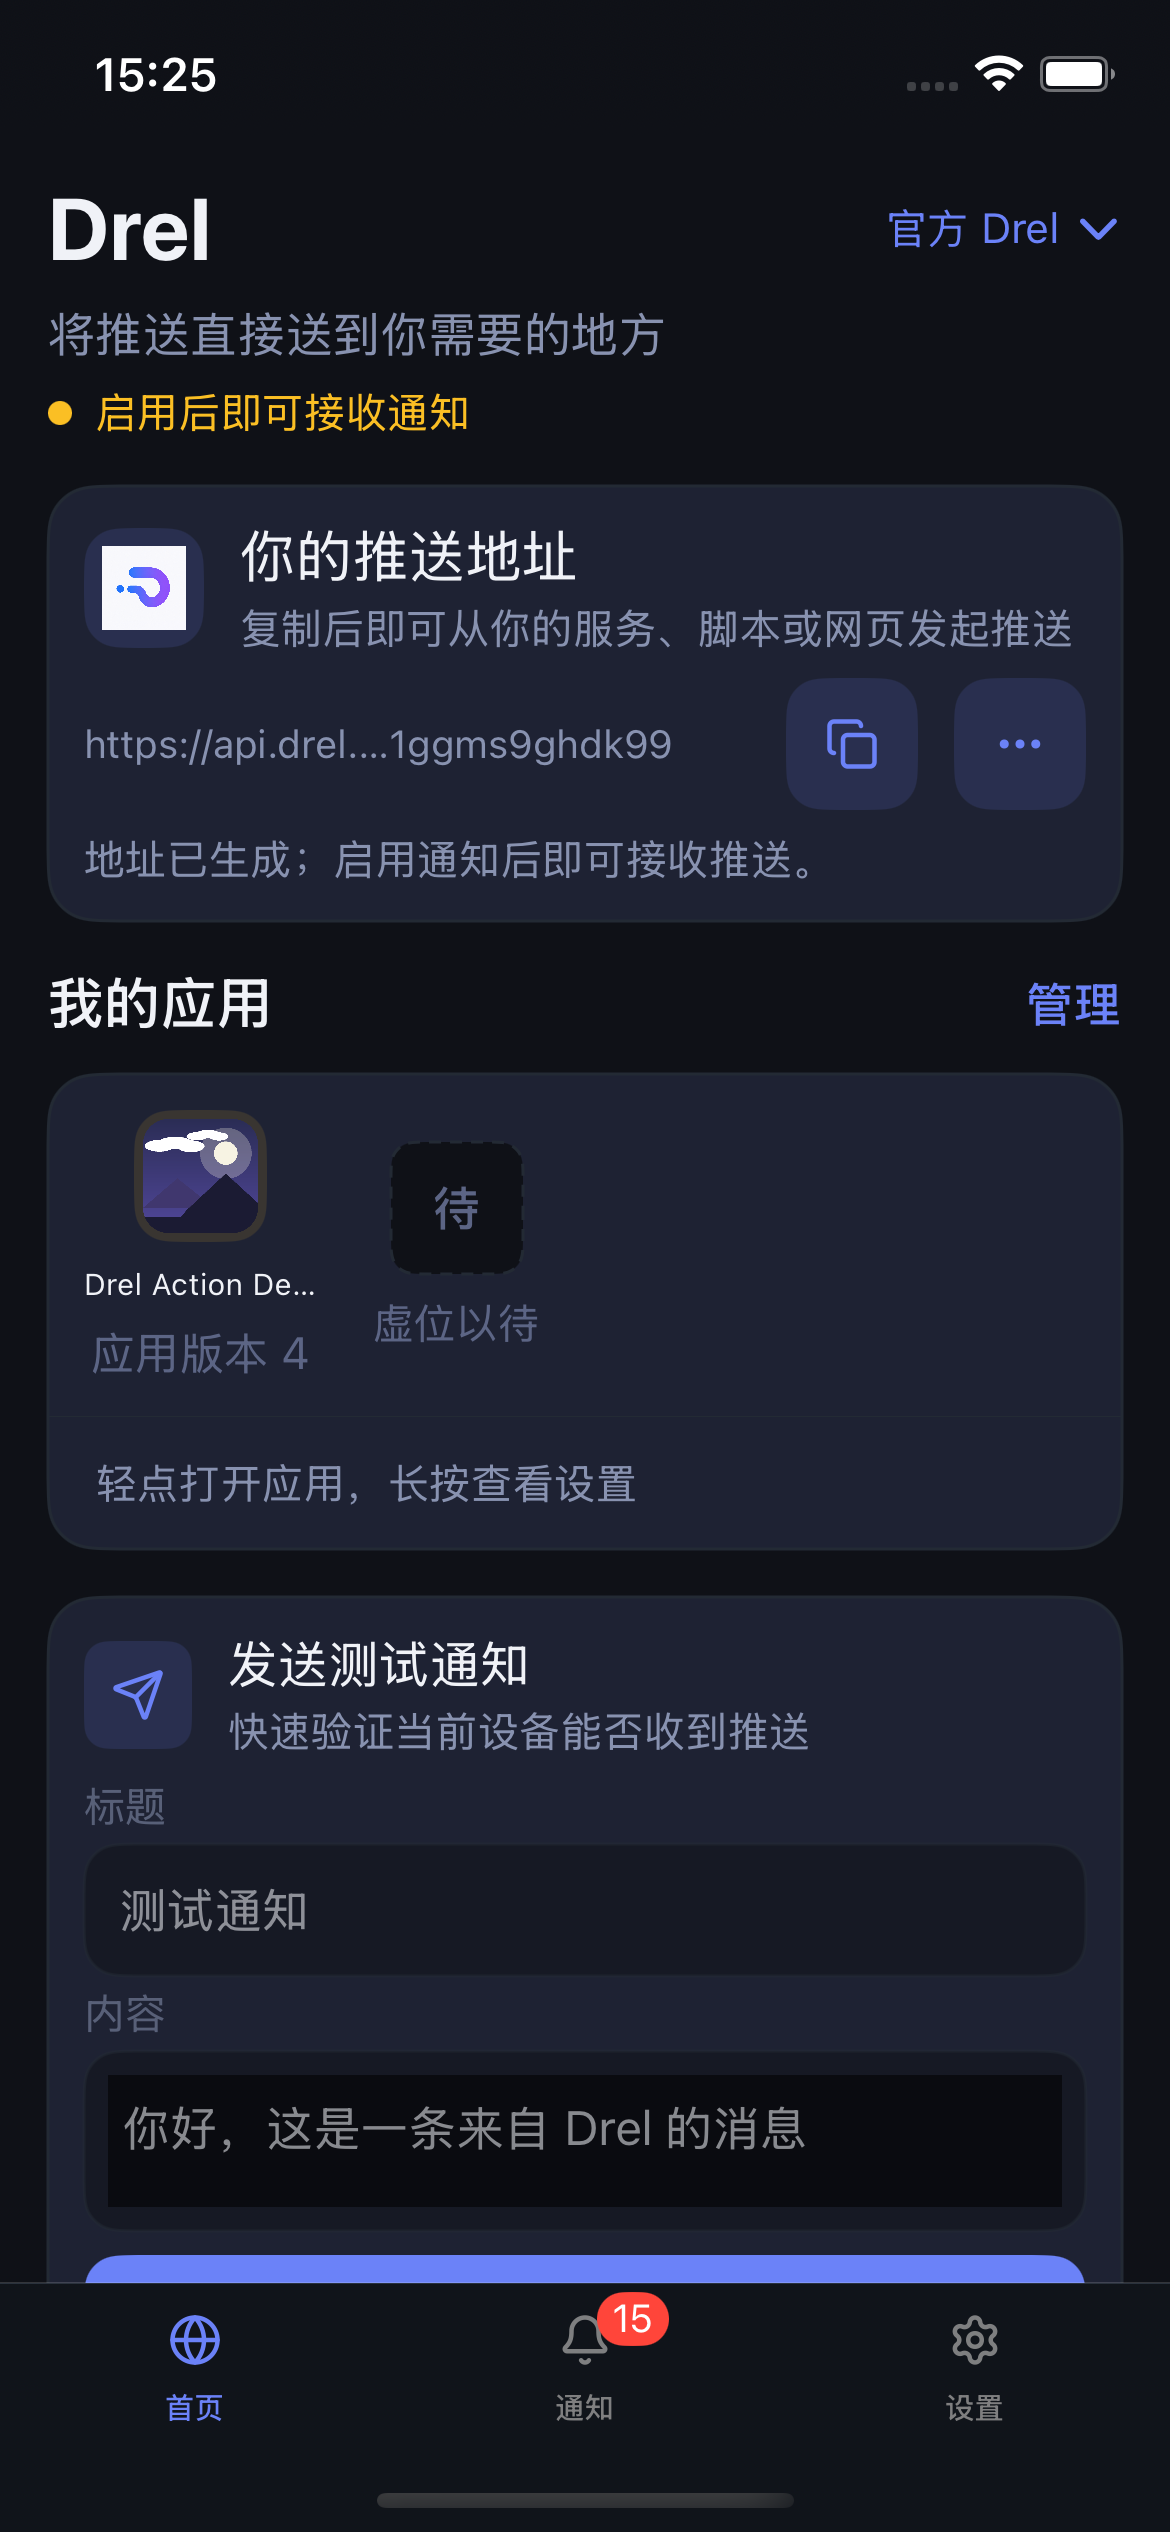 15:25
Drel
官方 Drel
将推送直接送到你需要的地方
启用后即可接收通知
你的推送地址
复制后即可从你的服务、脚本或网页发起推送
https://api.drel....1ggms9ghdk99
地址已生成；启用通知后即可接收推送。
我的应用
管理
待
Drel Action De...
虚位以待
应用版本 4
轻点打开应用，长按查看设置
发送测试通知
快速验证当前设备能否收到推送
标题
测试通知
内容
你好，这是一条来自 Drel 的消息
15
首页
通知
设置